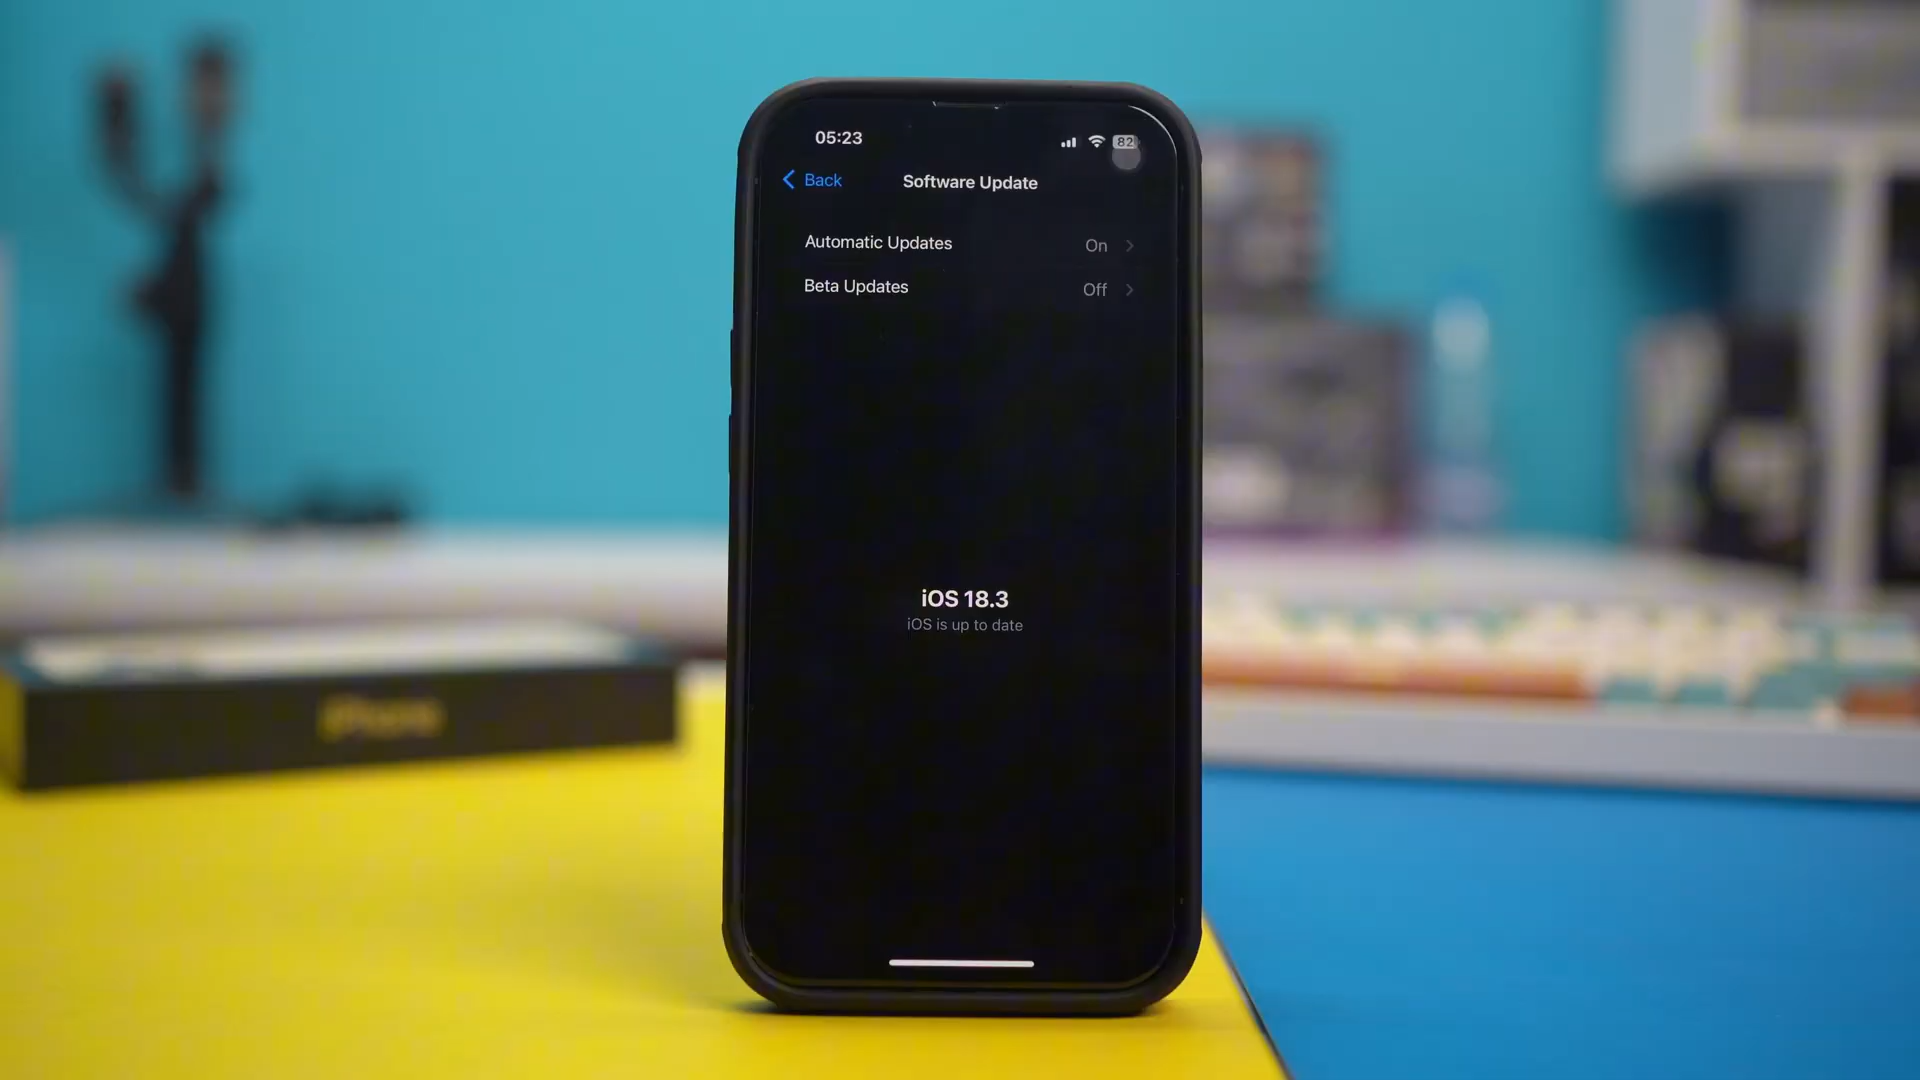 05:23
82
Back
Software Update
Automatic Updates On
Beta Updates Off
iOS 18.3
iOS is up to date
iPhone